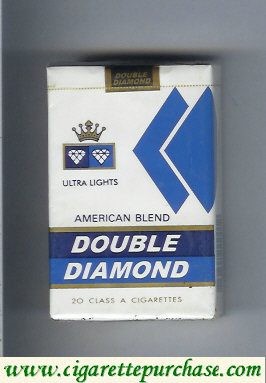 DOUBLE
DIAMOND
ULTRA LIGHTS
AMERICAN BLEND
DOUBLE
DIAMOND
20 CLASS A CIGARETTES
www.cigarettepurchase.com